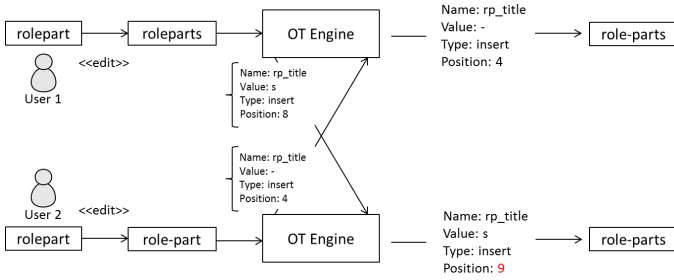 rolepart
roleparts
OT Engine
Name: rp_title
Value: -
Type: insert
Position: 4
role-parts
<<edit>>
User 1
Name: rp_title
Value: s
Type: insert
Position: 8
Name: rp_title
Value: -
Type: insert
Position: 4
User 2
<<edit>>
rolepart
role-part
OT Engine
Name: rp_title
Value: s
Type: insert
Position: 9
role-parts